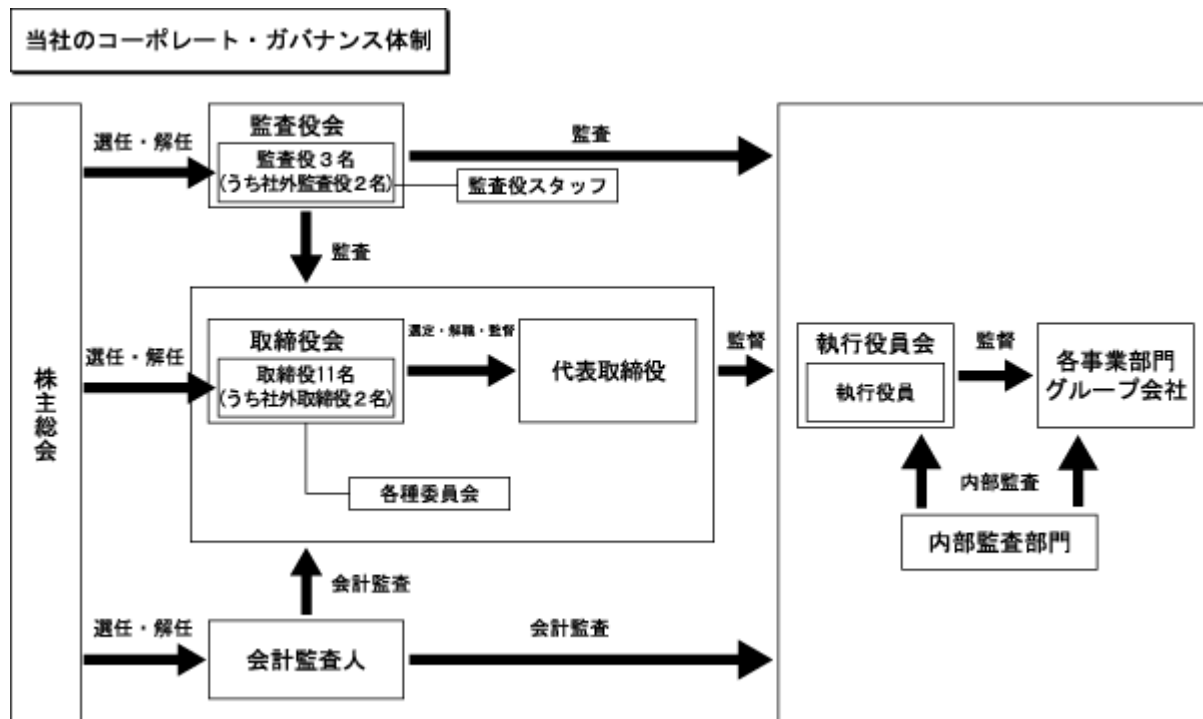 当社のコーポレート・ガバナンス体制
株主総会
選任・解任
監査役会
監査役3名
(うち社外監査役2名)
監査役スタッフ
監査
監査
選任・解任
取締役会
取締役11名
(うち社外取締役2名)
選定・解職・監督
代表取締役
各種委員会
監督
執行役員会
執行役員
監督
各事業部門
グループ会社
内部監査
内部監査部門
会計監査
選任・解任
会計監査人
会計監査